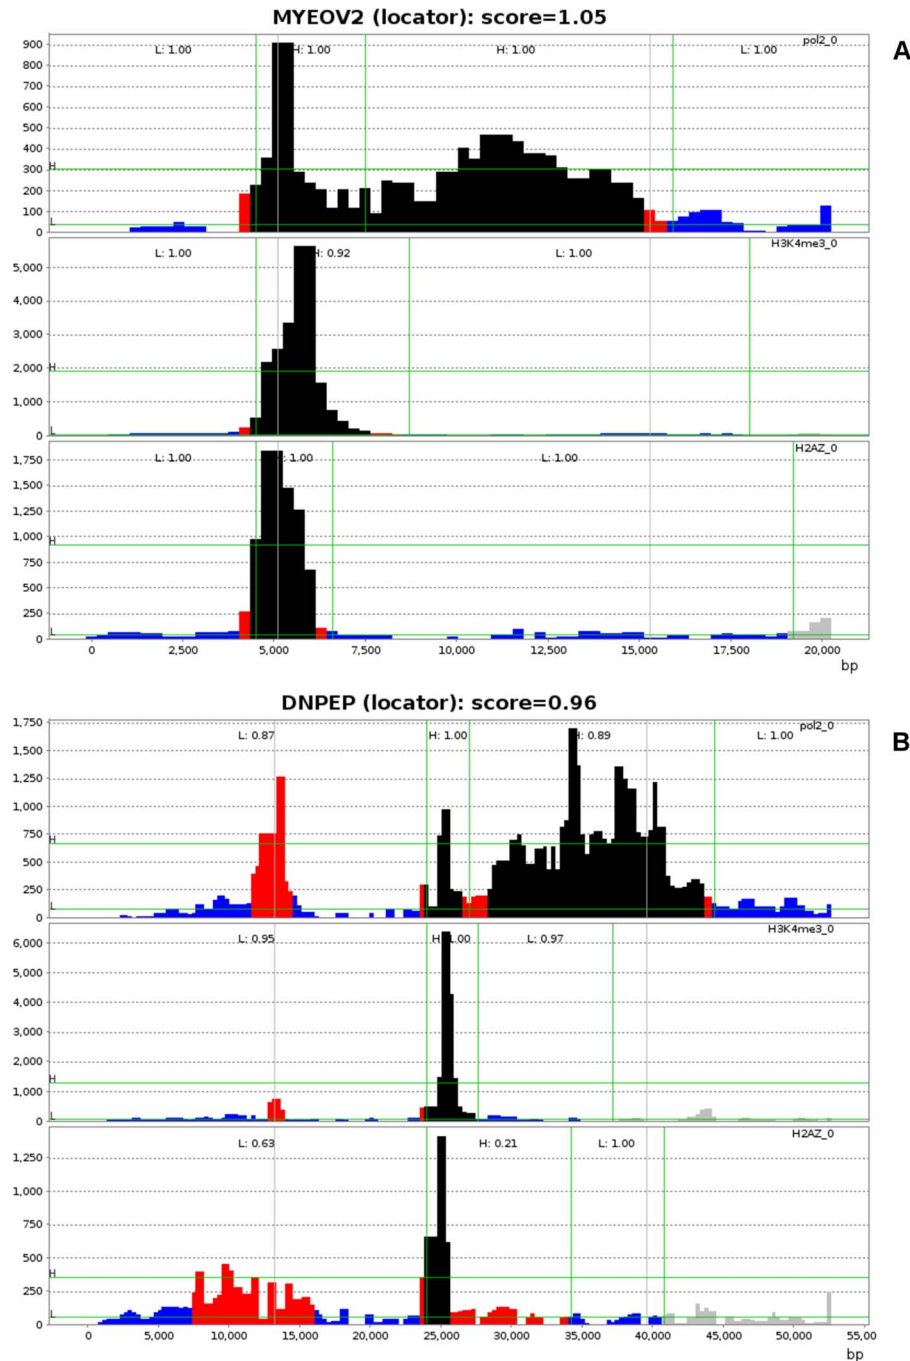 MYEOV2 (locator): score=1.05
A
pol2_0
L: 1.00 H: 1.00 H: 1.00 L: 1.00
900
800
700
600
500
400
H
300
200
100
L
0
H3K4me3_0
L: 1.00 H: 0.92 L: 1.00
5,000
4,000
3,000
H
2,000
1,000
L
0
H2AZ_0
L: 1.00 1.00 L: 1.00
1,750
1,500
1,250
1,000
H
750
500
250
L
0
0 2,500 5,000 7,500 10,000 12,500 15,000 17,500 20,000
bp
DNPEP (locator): score=0.96
B
pol2_0
L: 0.87 H: 1.00 H: 0.89 L: 1.00
1,750
1,500
1,250
1,000
750
H
500
250
L
0
H3K4me3_0
L: 0.95 H: 1.00 L: 0.97
6,000
5,000
4,000
3,000
2,000
H
1,000
L
0
H2AZ_0
L: 0.63 H: 0.21 L: 1.00
1,250
1,000
750
500
H
250
L
0
0 5,000 10,000 15,000 20,000 25,000 30,000 35,000 40,000 45,000 50,000 55,00
bp